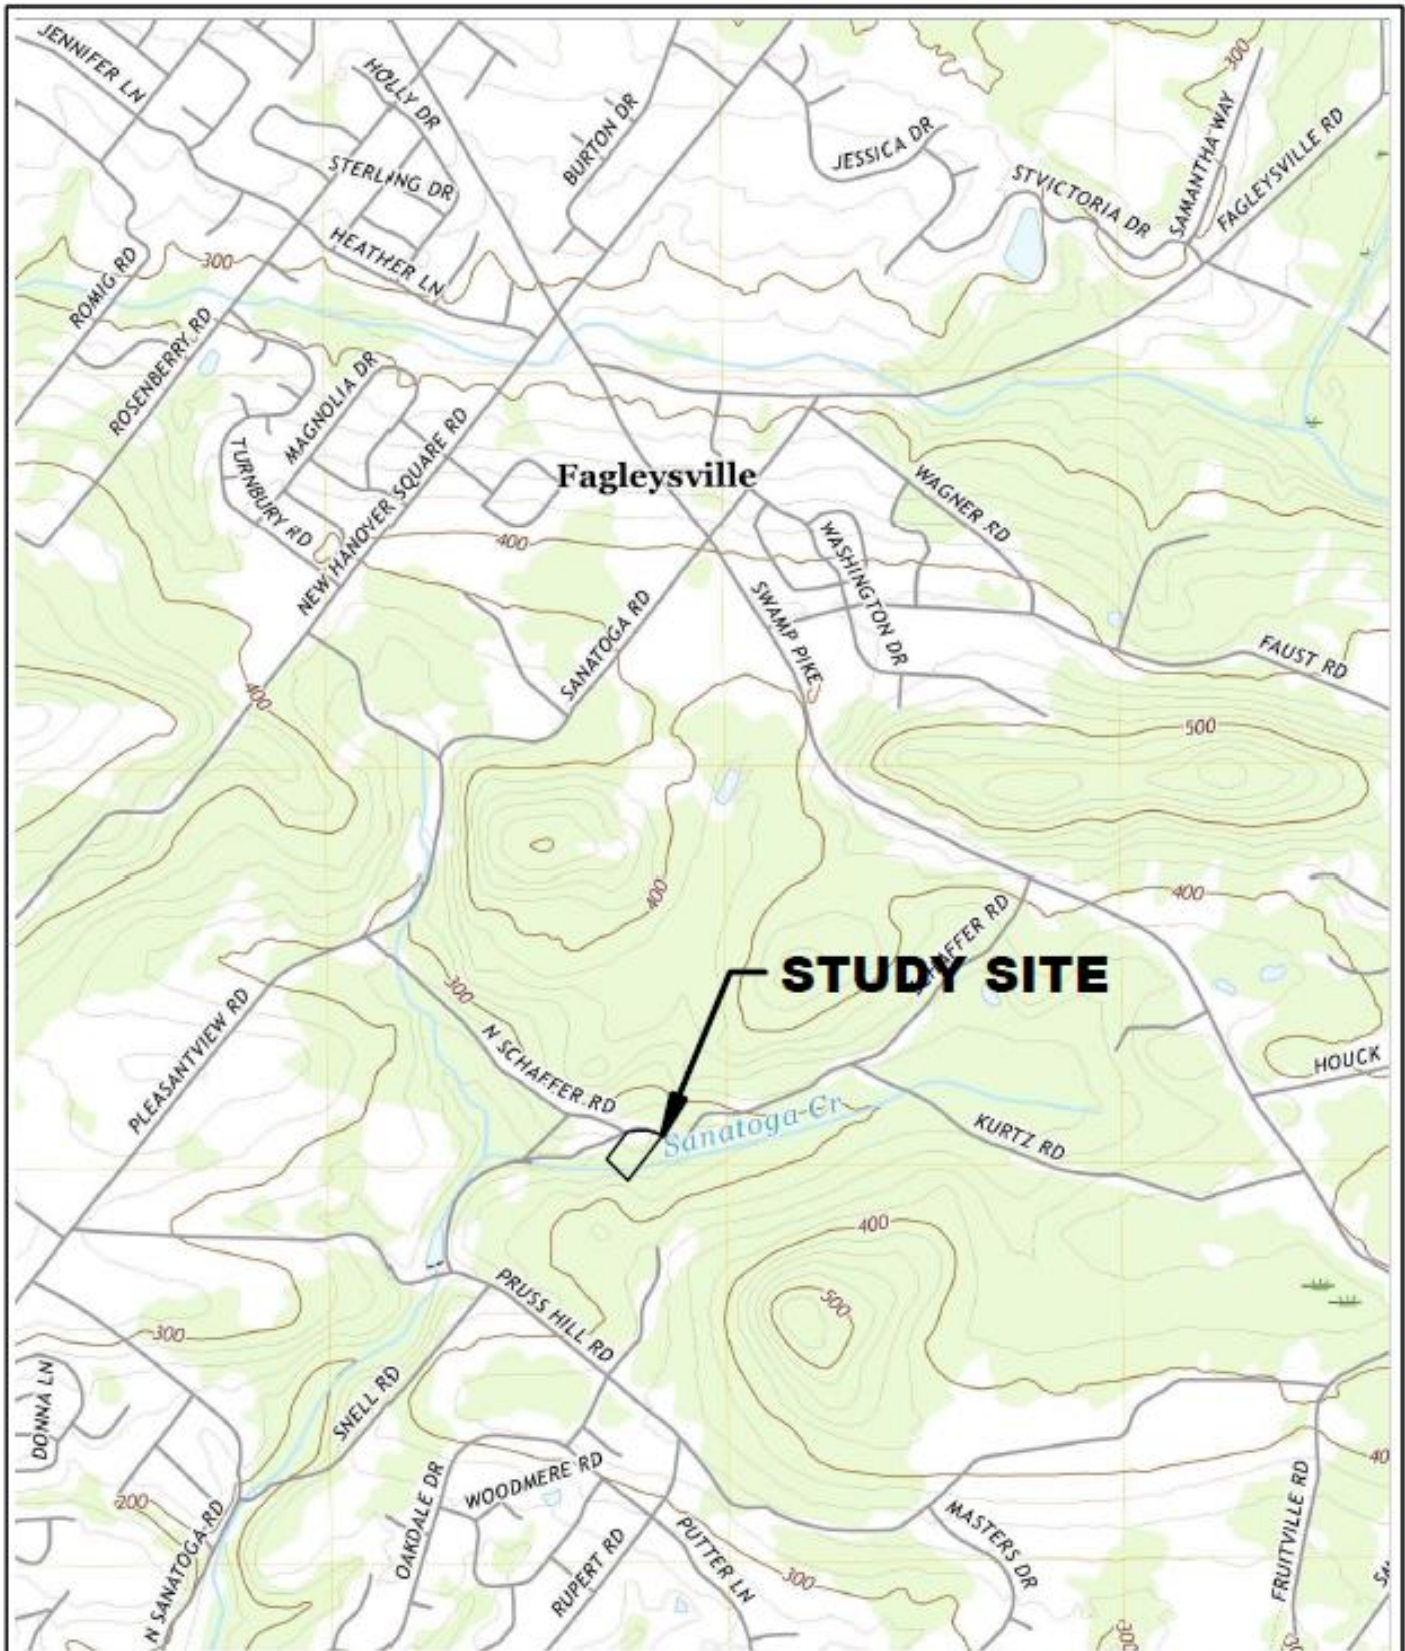 JENNIFER LN
HOLLY DR
BURTON DR
STERLING DR
JESSICA DR
300
SAMANTHA WAY
FAGLEYSVILLE RD
STVICTORIA DR
HEATHER LN
300
ROMIG RD
ROSENBERRY RD
MAGNOLIA DR
TURNBURY RD
NEW HANOVER SQUARE RD
Fagleysville
WAGNER RD
400
WASHINGTON DR
SWAMP PIKE
SANATOGA RD
FAUST RD
400
500
400
400
SCHAFFER RD
STUDY SITE
300
PLEASANTVIEW RD
N SCHAFFER RD
HOUCK
Sanatoga Cr
KURTZ RD
400
500
PRUSS HILL RD
300
SNELL RD
DONNA LN
200
N SANATOGA RD
OAKDALE DR
WOODMERE RD
RUPERT RD
PUTTER LN
300
MASTERS DR
FRUITVILLE RD
40
300